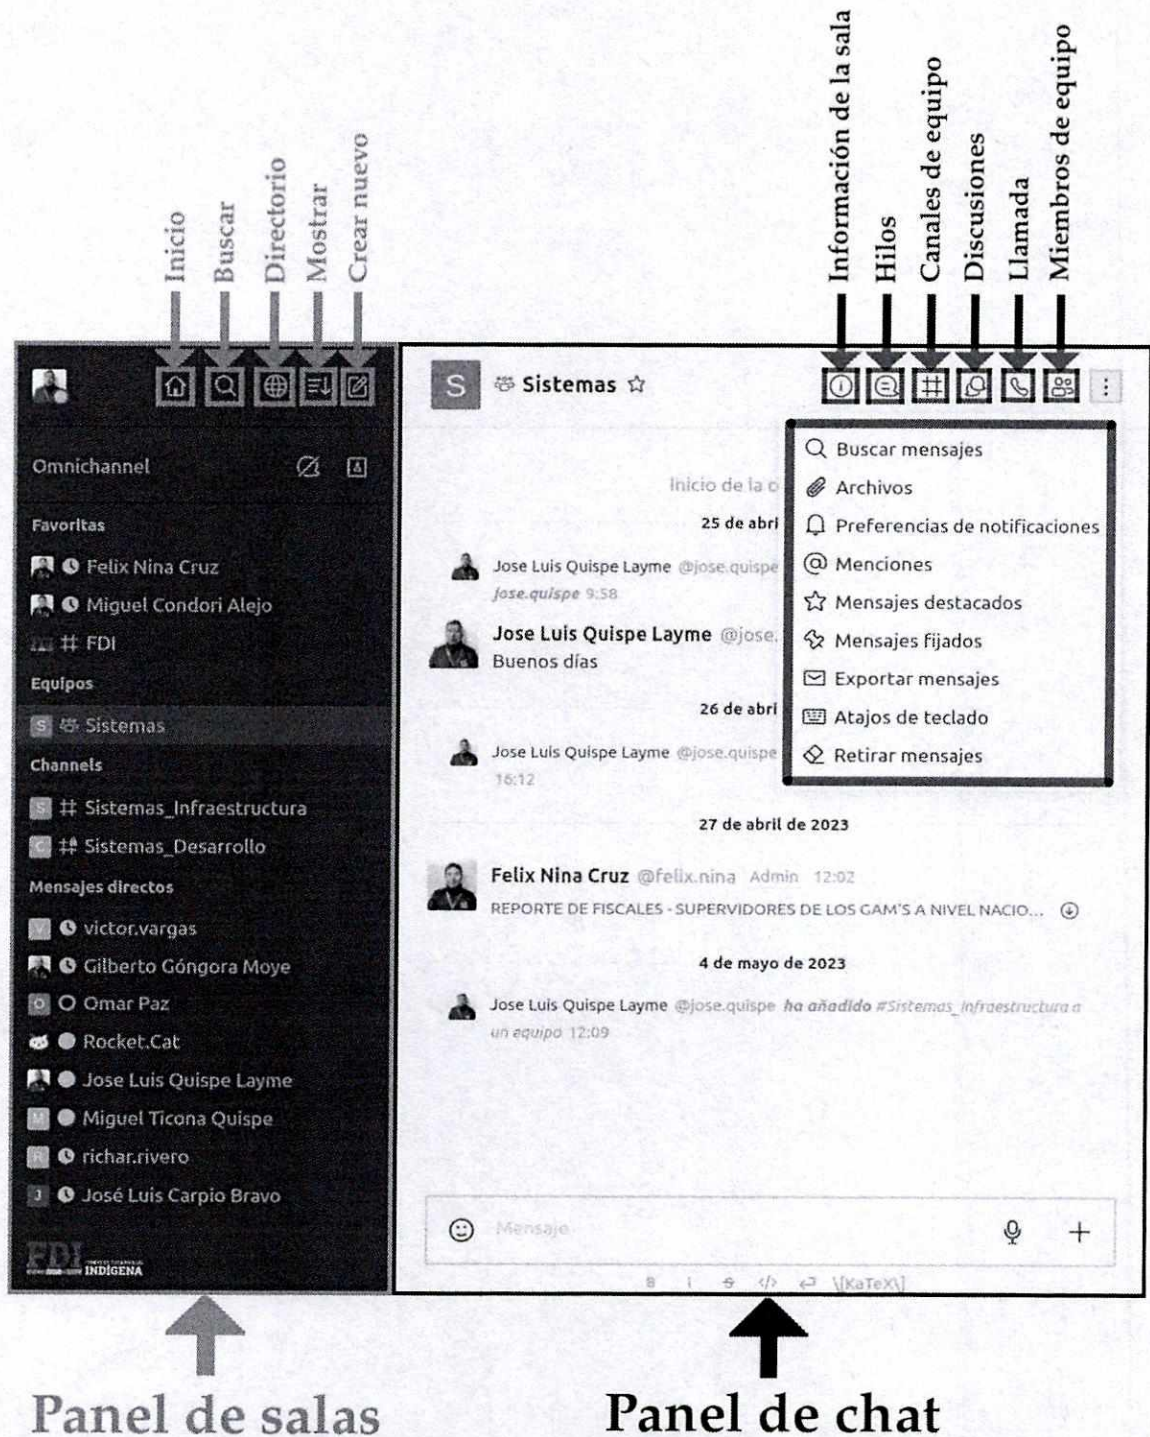 Inicio
Buscar
Directorio
Mostrar
Crear nuevo
Información de la sala
Hilos
Canales de equipo
Discusiones
Llamada
Miembros de equipo
Omnichannel
Favoritas
Felix Nina Cruz
Miguel Condori Alejo
# FDI
Equipos
S Sistemas
Channels
S # Sistemas_Infraestructura
Sistemas_Desarrollo
Mensajes directos
V victor.vargas
Gilberto Góngora Moye
O Omar Paz
Rocket.Cat
Jose Luis Quispe Layme
M Miguel Ticona Quispe
R richar.rivero
J José Luis Carpio Bravo
FDI
INDÍGENA
S Sistemas
Inicio de la c
25 de abri
Jose Luis Quispe Layme @jose.quispe
jose.quispe 9:58
Jose Luis Quispe Layme @jose.
Buenos días
26 de abri
Jose Luis Quispe Layme @jose.quispe
16:12
27 de abril de 2023
Felix Nina Cruz @felix.nina Admin 12:02
REPORTE DE FISCALES - SUPERVIDORES DE LOS GAM'S A NIVEL NACIO...
4 de mayo de 2023
Jose Luis Quispe Layme @jose.quispe ha añadido #Sistemas_Infraestructura a
un equipo 12:09
Buscar mensajes
Archivos
Preferencias de notificaciones
Menciones
Mensajes destacados
Mensajes fijados
Exportar mensajes
Atajos de teclado
Retirar mensajes
Mensaje
B i S </> \[KaTeX\]
Panel de salas
Panel de chat